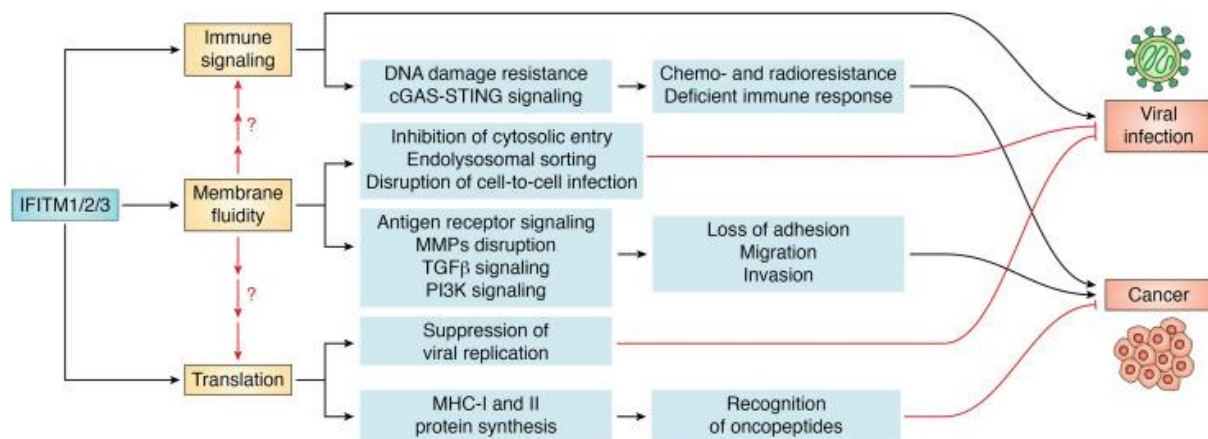 Immune
signaling
DNA damage resistance
cGAS-STING signaling
Chemo- and radioresistance
Deficient immune response
Viral
infection
?
Inhibition of cytosolic entry
Endolysosomal sorting
Disruption of cell-to-cell infection
IFITM1/2/3
Membrane
fluidity
Antigen receptor signaling
MMPs disruption
TGFβ signaling
PI3K signaling
Loss of adhesion
Migration
Invasion
?
Cancer
Suppression of
viral replication
Translation
MHC-I and II
protein synthesis
Recognition
of oncopeptides